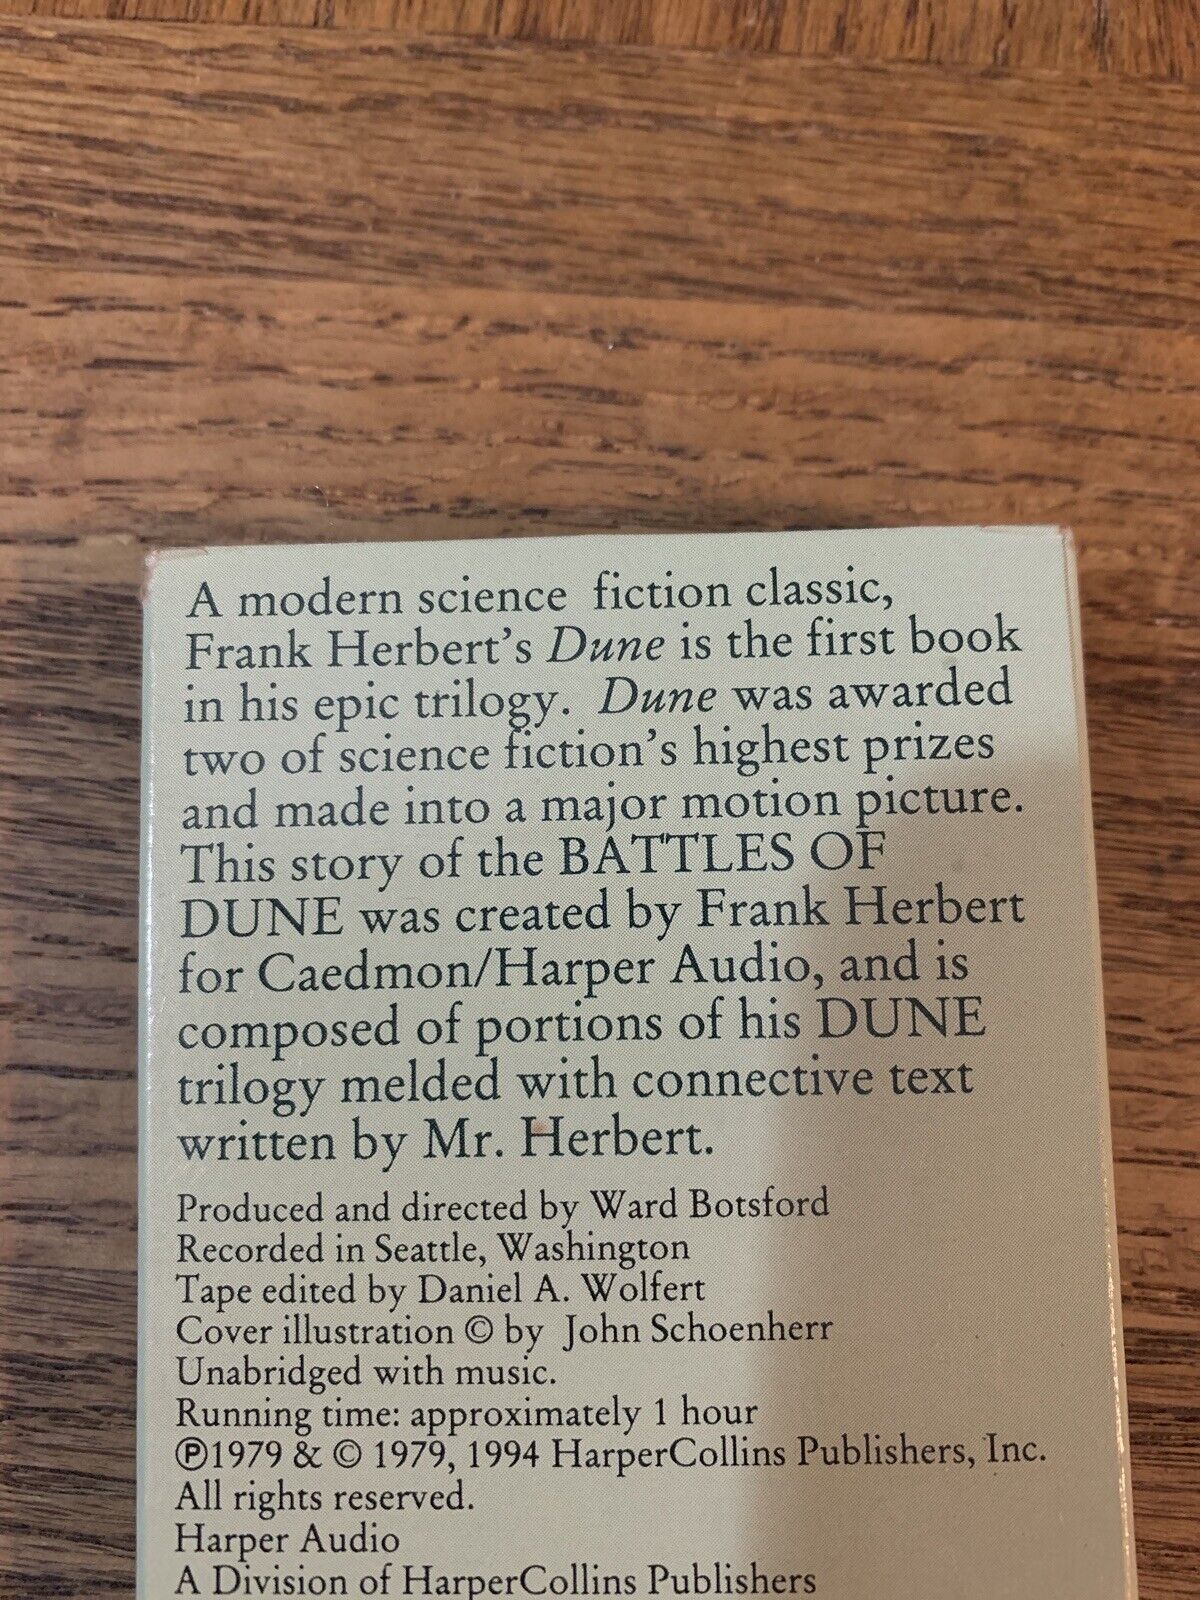 A modern science fiction classic,
Frank Herbert's Dune is the first book
in his epic trilogy. Dune was awarded
two of science fiction's highest prizes
and made into a major motion picture.
This story of the BATTLES OF
DUNE was created by Frank Herbert
for Caedmon/Harper Audio, and is
composed of portions of his DUNE
trilogy melded with connective text
written by Mr. Herbert.
Produced and directed by Ward Botsford
Recorded in Seattle, Washington
Tape edited by Daniel A. Wolfert
Cover illustration © by John Schoenherr
Unabridged with music.
Running time: approximately 1 hour
℗1979 & © 1979, 1994 HarperCollins Publishers, Inc.
All rights reserved.
Harper Audio
A Division of HarperCollins Publishers